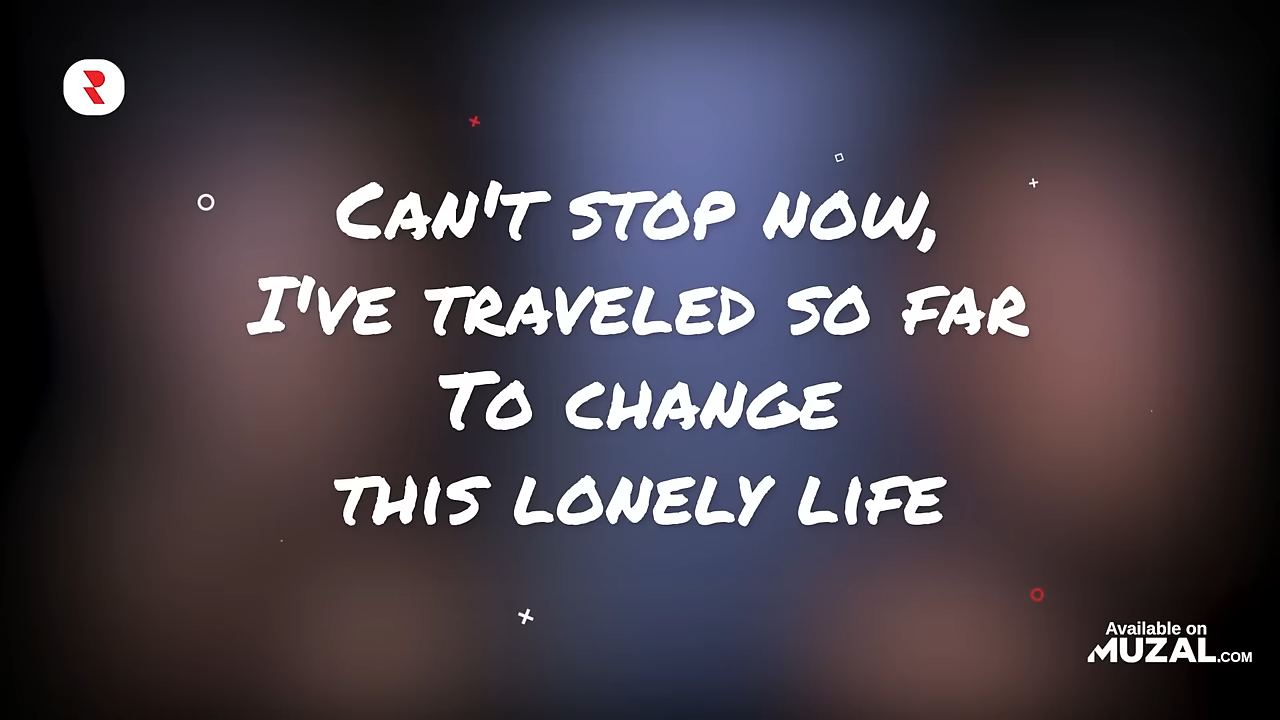 Can't stop now,
I've traveled so far
To change
this lonely life
Available on
MUZAL.COM